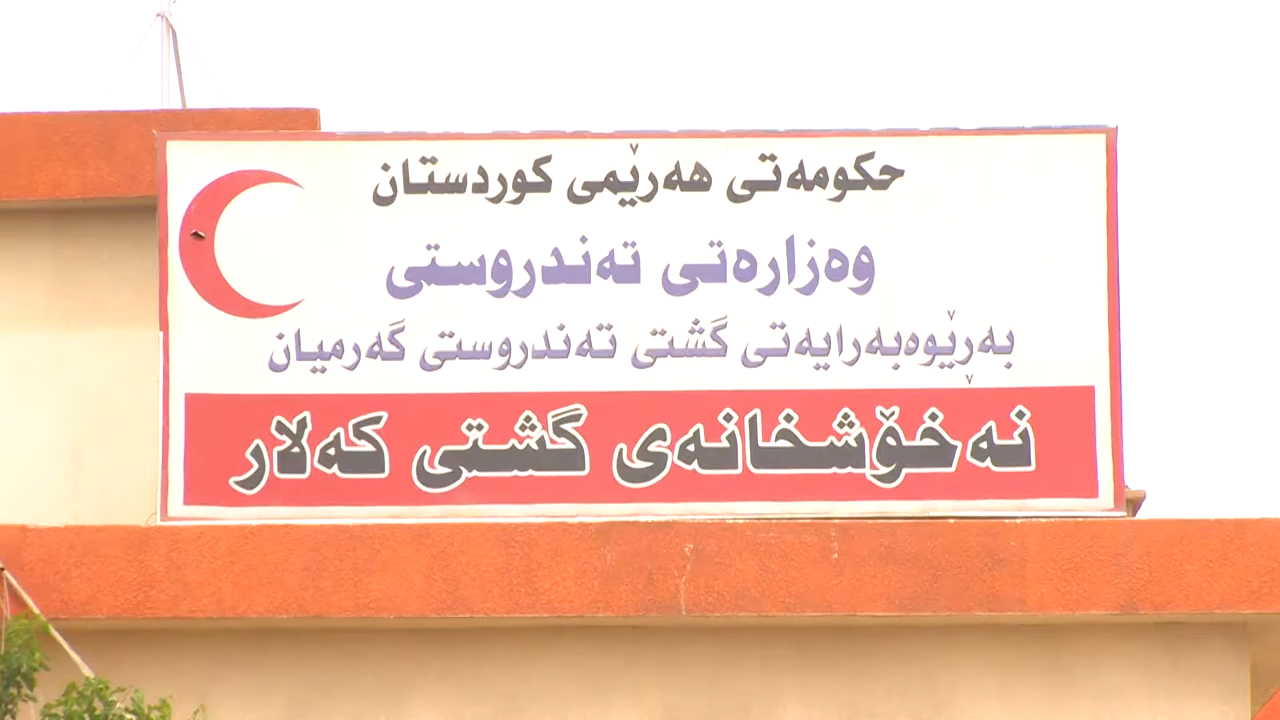 حکومەتی هەرێمی کوردستان
وەزارەتی تەندروستی
بەڕێوەبەرایەتی گشتی تەندروستی گەرمیان
نەخۆشخانەی گشتی کەلار